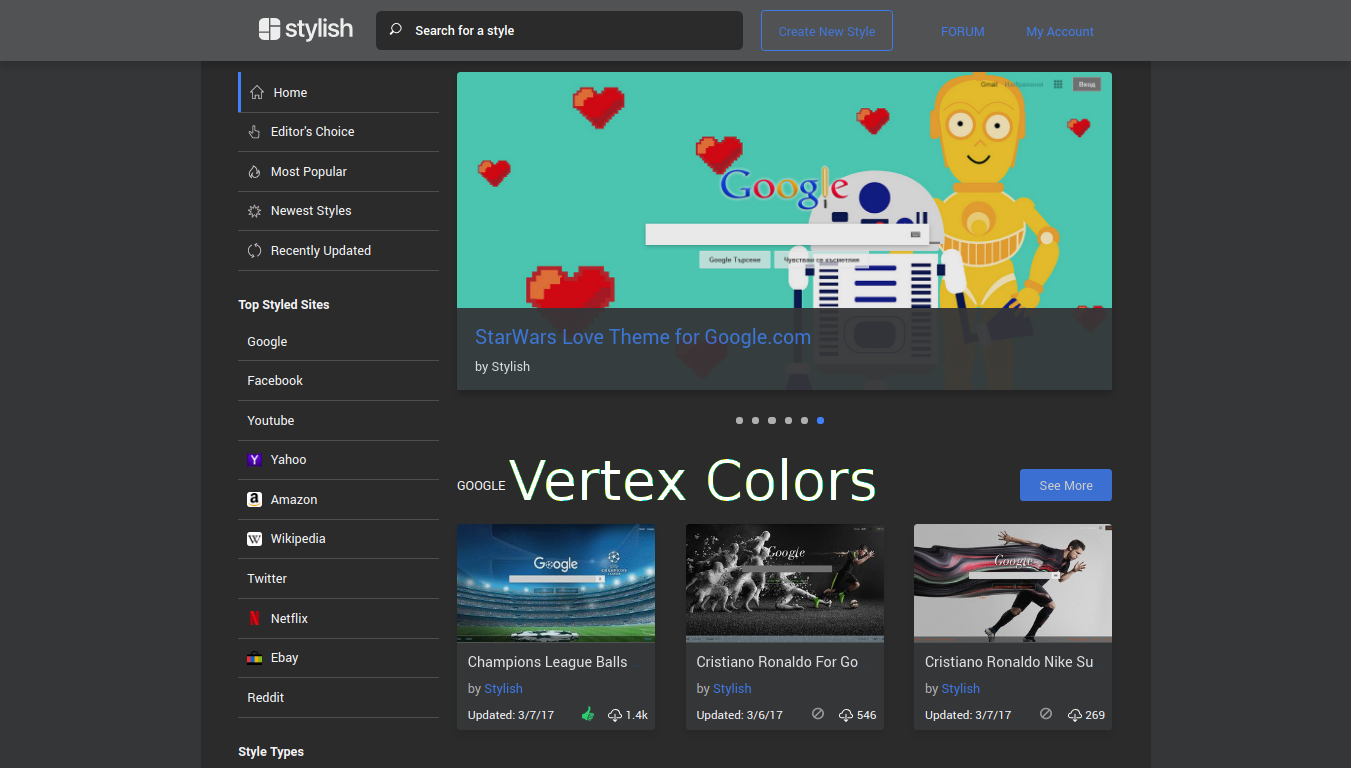 stylish
Search for a style
Create New Style
FORUM
My Account
Home
Editor's Choice
Most Popular
Newest Styles
Recently Updated
Top Styled Sites
Google
Facebook
Youtube
Yahoo
Amazon
Wikipedia
Twitter
Netflix
Ebay
Reddit
Style Types
Gmail Изображения Вход
Google
Google Търсене Чувствам се късметлия
StarWars Love Theme for Google.com
by Stylish
GOOGLE Vertex Colors
See More
Google
Champions League Balls
by Stylish
Updated: 3/7/17 1.4k
Google
Cristiano Ronaldo For Go
by Stylish
Updated: 3/6/17 546
Google
Cristiano Ronaldo Nike Su
by Stylish
Updated: 3/7/17 269